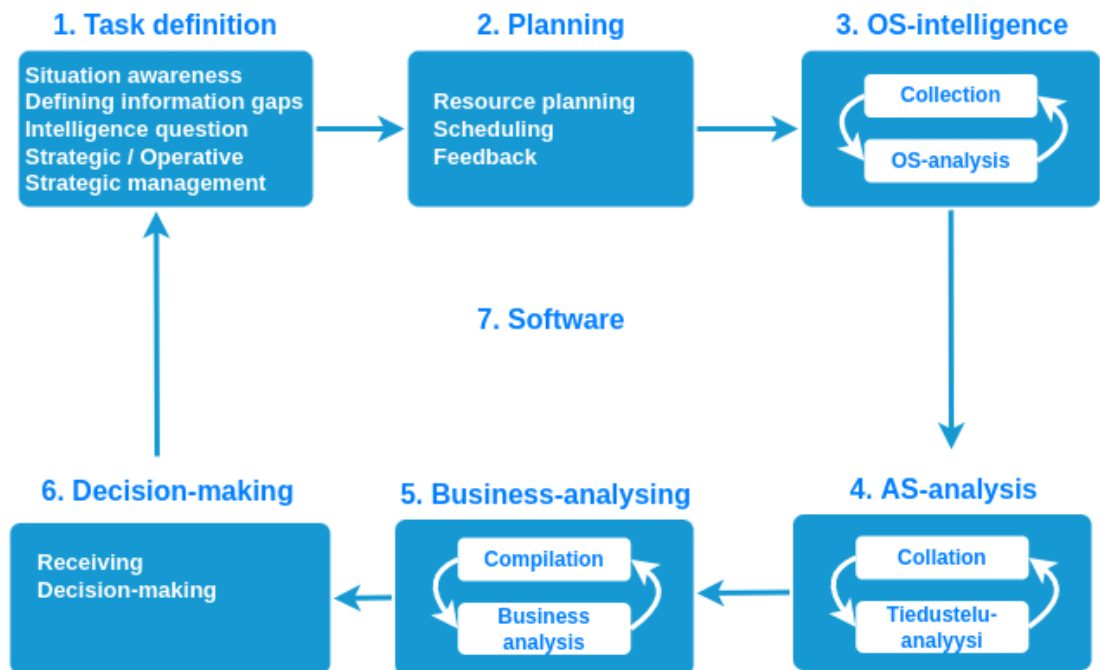 1. Task definition
Situation awareness
Defining information gaps
Intelligence question
Strategic / Operative
Strategic management
2. Planning
Resource planning
Scheduling
Feedback
3. OS-intelligence
Collection
OS-analysis
7. Software
6. Decision-making
Receiving
Decision-making
5. Business-analysing
Compilation
Business
analysis
4. AS-analysis
Collation
Tiedustelu-
analyysi